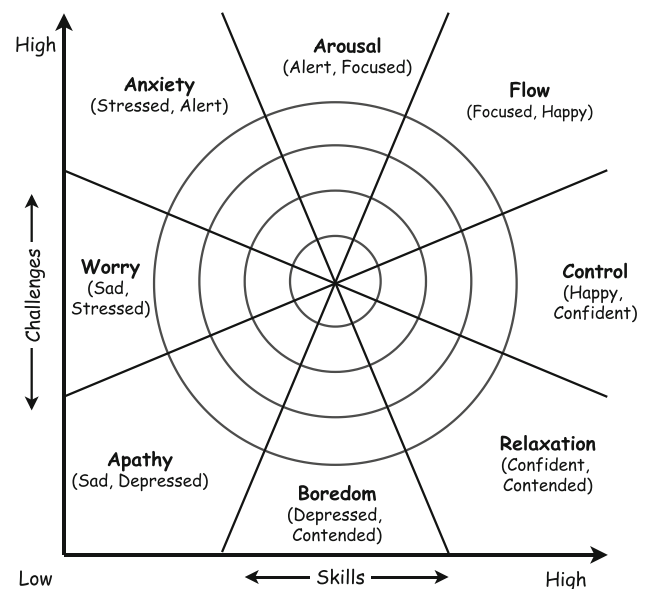 High
Arousal
(Alert, Focused)
Anxiety
(Stressed, Alert)
Flow
(Focused, Happy)
Challenges
Worry
(Sad,
Stressed)
Control
(Happy,
Confident)
Apathy
(Sad, Depressed)
Relaxation
(Confident,
Contended)
Boredom
(Depressed,
Contended)
Low
Skills
High